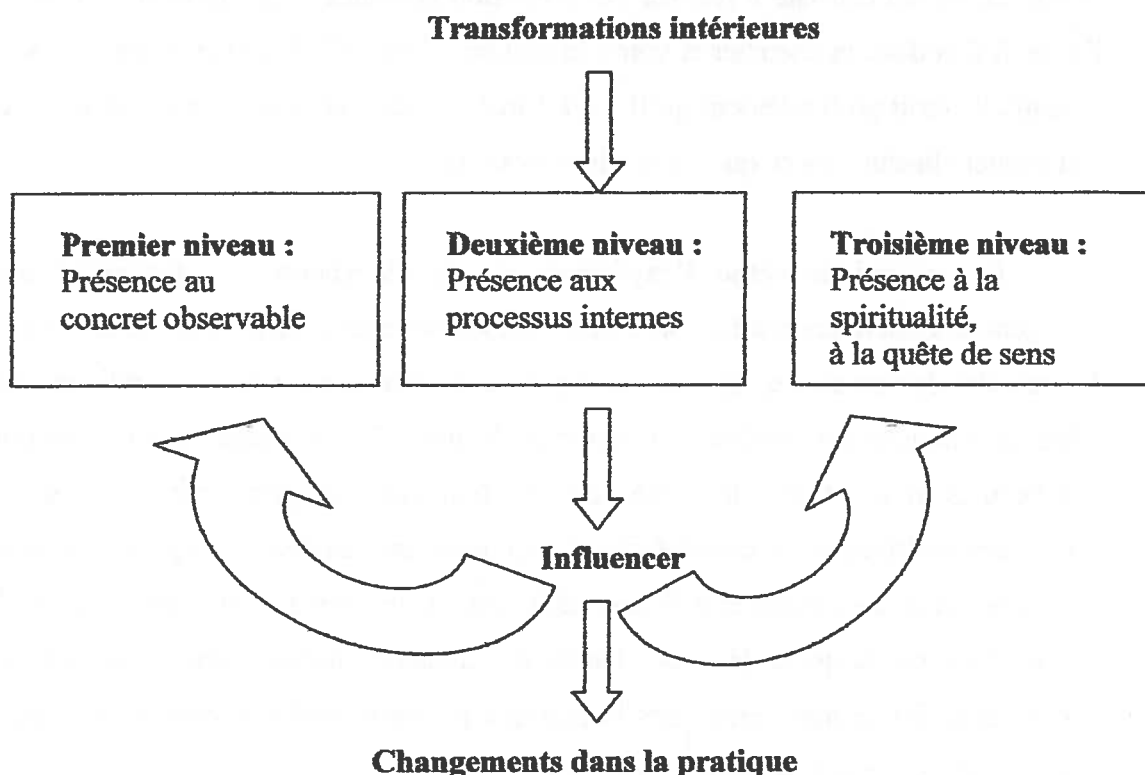 Transformations intérieures
Premier niveau :
Présence au
concret observable
Deuxième niveau :
Présence aux
processus internes
Troisième niveau :
Présence à la
spiritualité,
à la quête de sens
Influencer
Changements dans la pratique